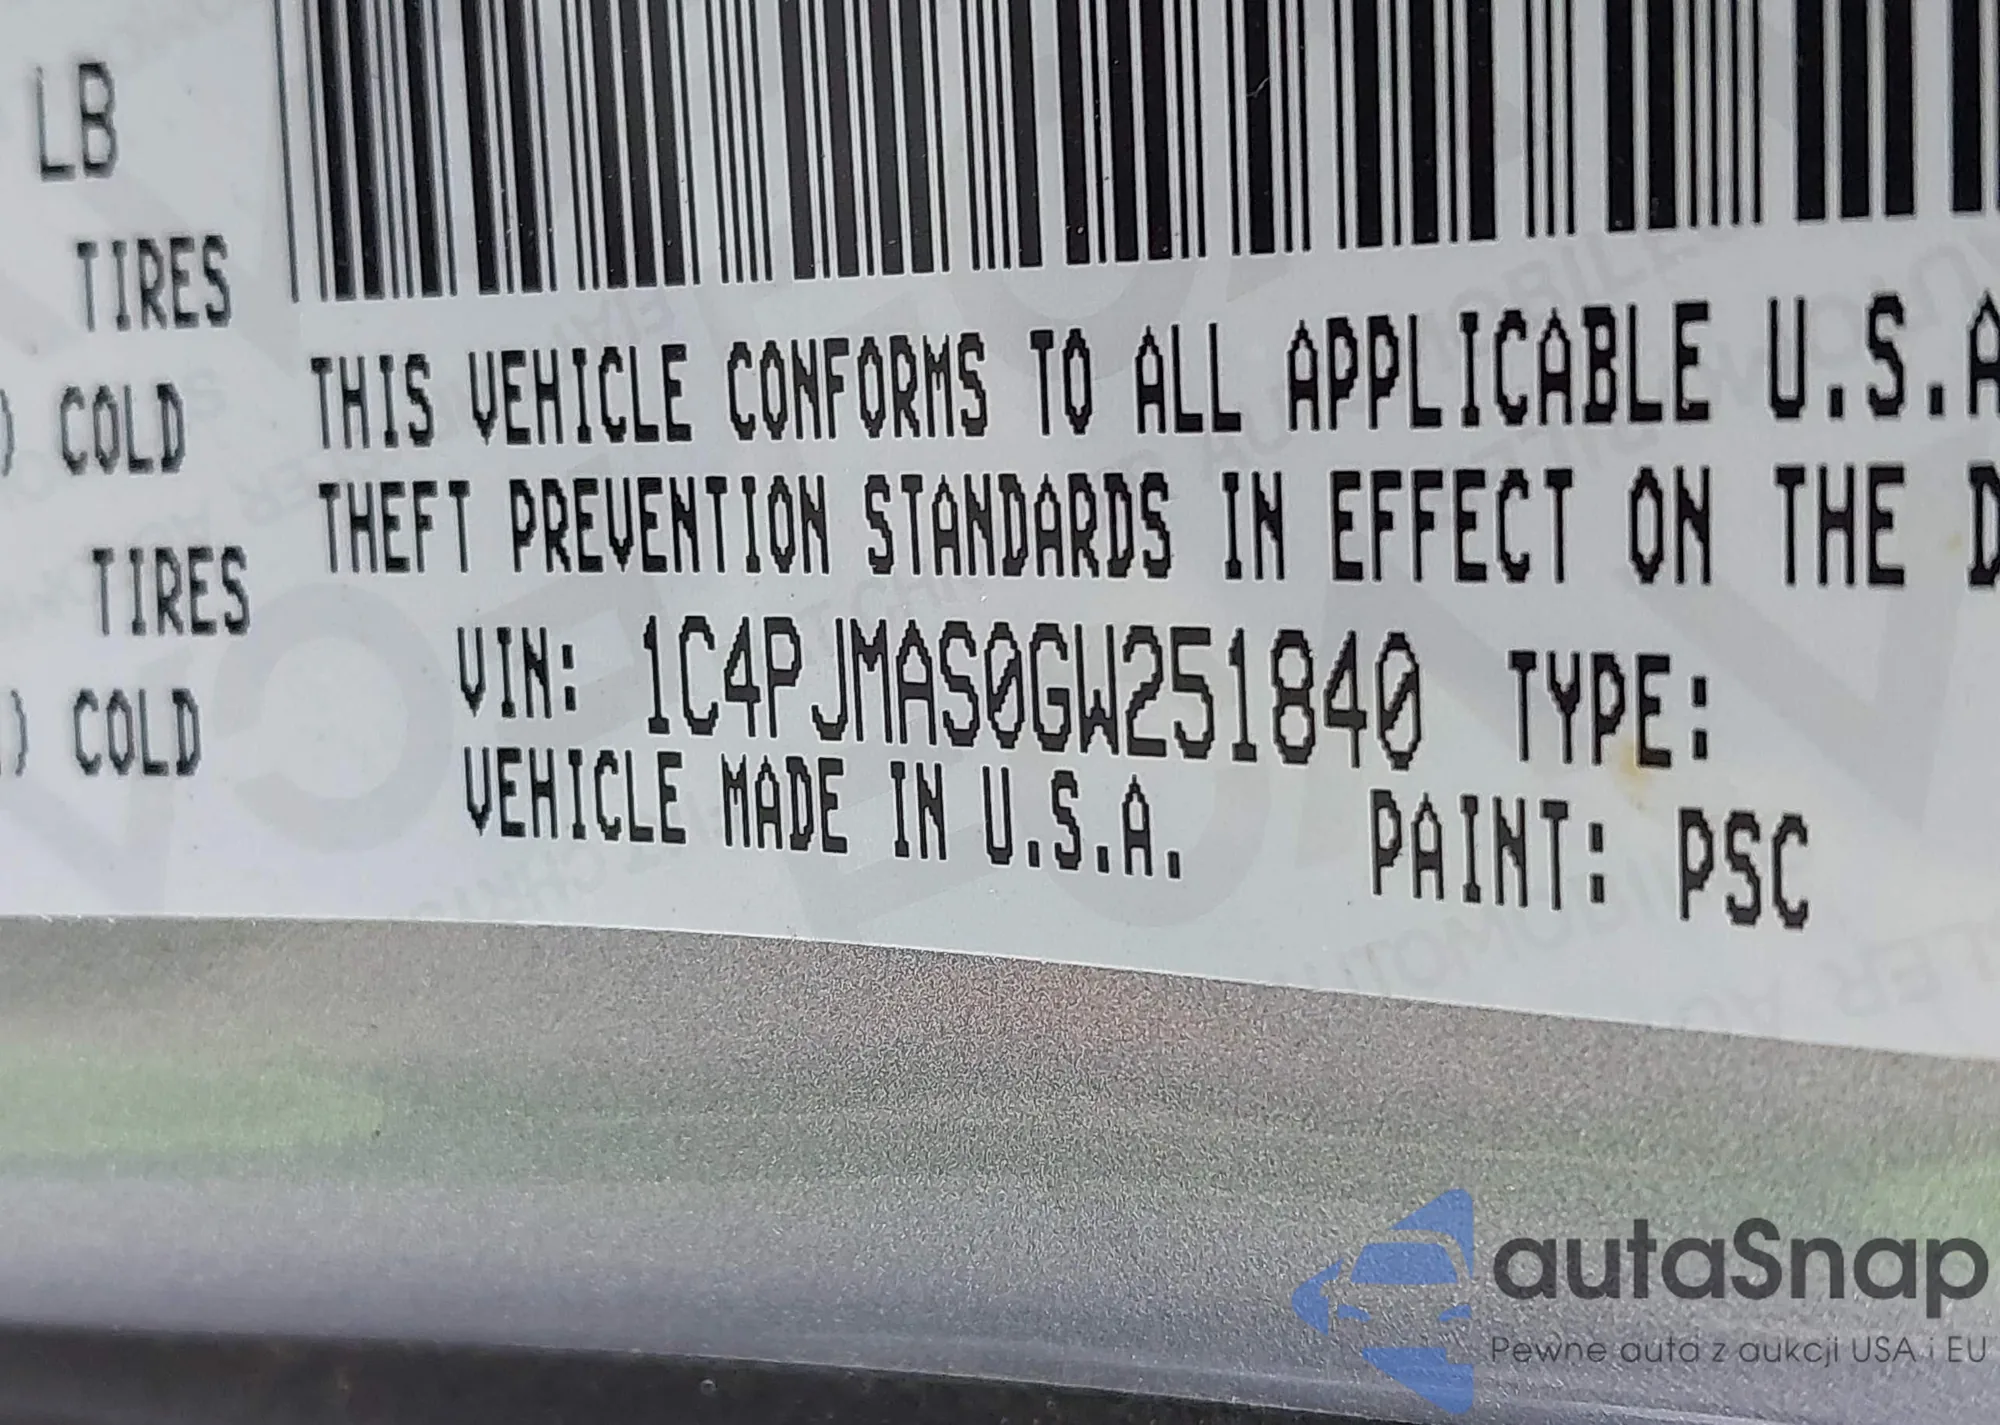 LB
TIRES
) COLD
TIRES
) COLD
THIS VEHICLE CONFORMS TO ALL APPLICABLE U.S.A
THEFT PREVENTION STANDARDS IN EFFECT ON THE D
VIN: 1C4PJMAS0GW251840 TYPE:
VEHICLE MADE IN U.S.A. PAINT: PSC
autaSnap
Pewne auta z aukcji USA i EU